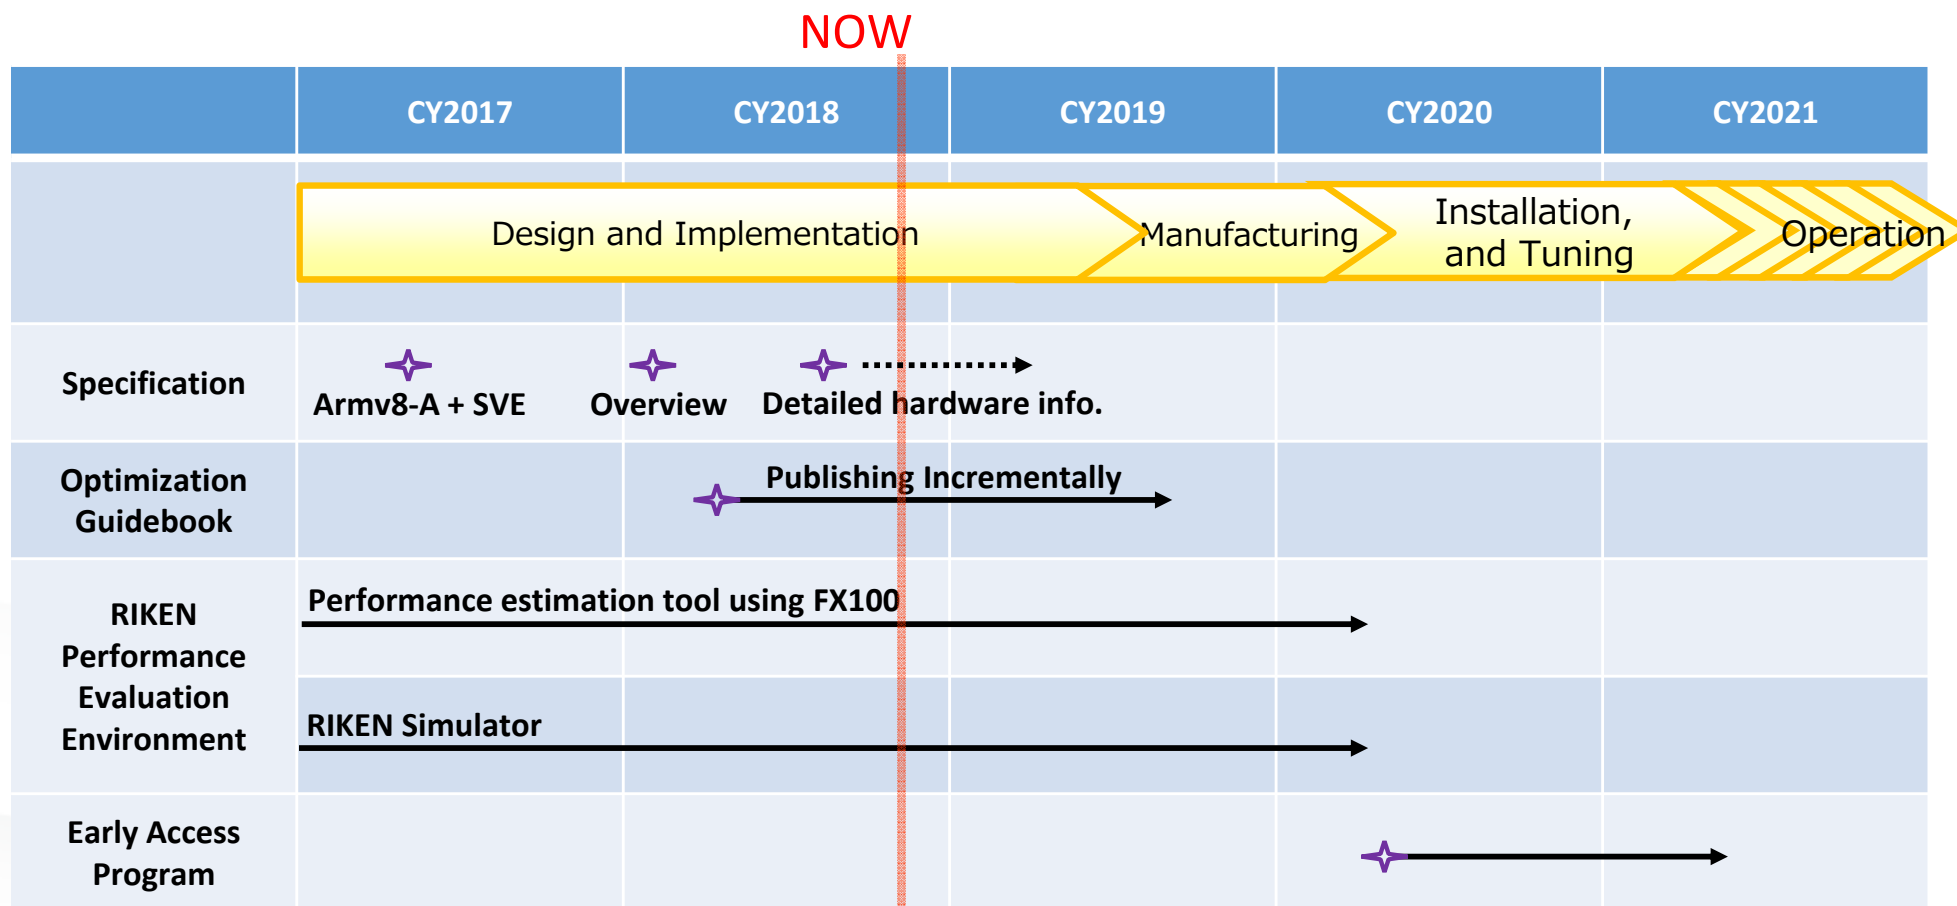 NOW
CY2017
CY2018
CY2019
CY2020
CY2021
Design and Implementation
Manufacturing
Installation,
and Tuning
Operation
Specification
Armv8-A + SVE
Overview
Detailed hardware info.
Optimization
Guidebook
Publishing Incrementally
RIKEN
Performance
Evaluation
Environment
Performance estimation tool using FX100
RIKEN Simulator
Early Access
Program